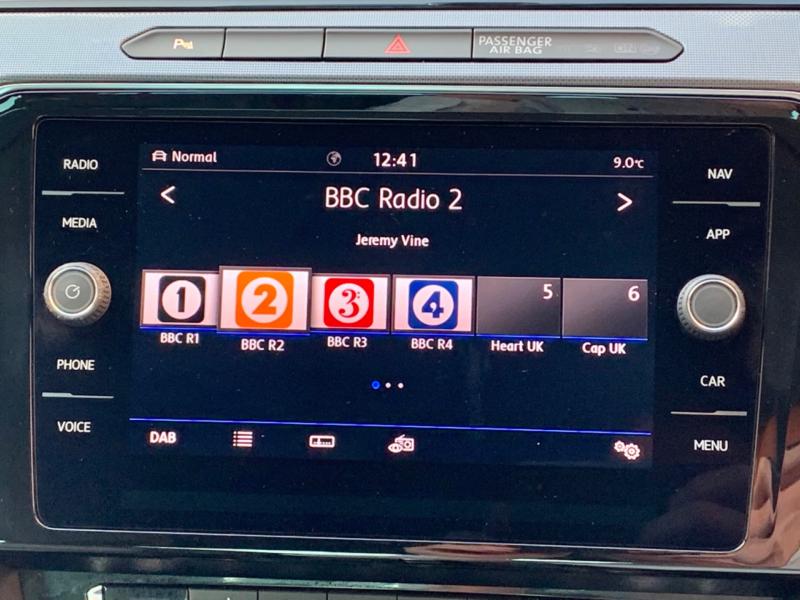 PASSENGER
AIR BAG
RADIO
MEDIA
PHONE
VOICE
Normal
12:41
9.0°C
< BBC Radio 2 >
Jeremy Vine
1 2 3: 4 5 6
BBC R1 BBC R2 BBC R3 BBC R4 Heart UK Cap UK
DAB
NAV
APP
CAR
MENU